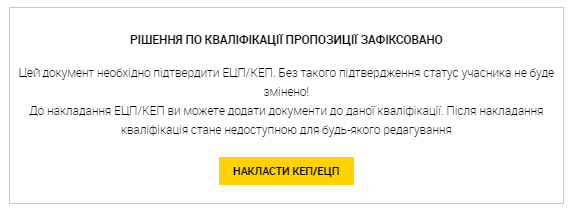 РІШЕННЯ ПО КВАЛІФІКАЦІЇ ПРОПОЗИЦІЇ ЗАФІКСОВАНО
Цей документ необхідно підтвердити ЕЦП/КЕП. Без такого підтвердження статус учасника не буде
змінено!
До накладання ЕЦП/КЕП ви можете додати документи до даної кваліфікації. Після накладання
кваліфікація стане недоступною для будь-якого редагування
НАКЛАСТИ КЕП/ЕЦП